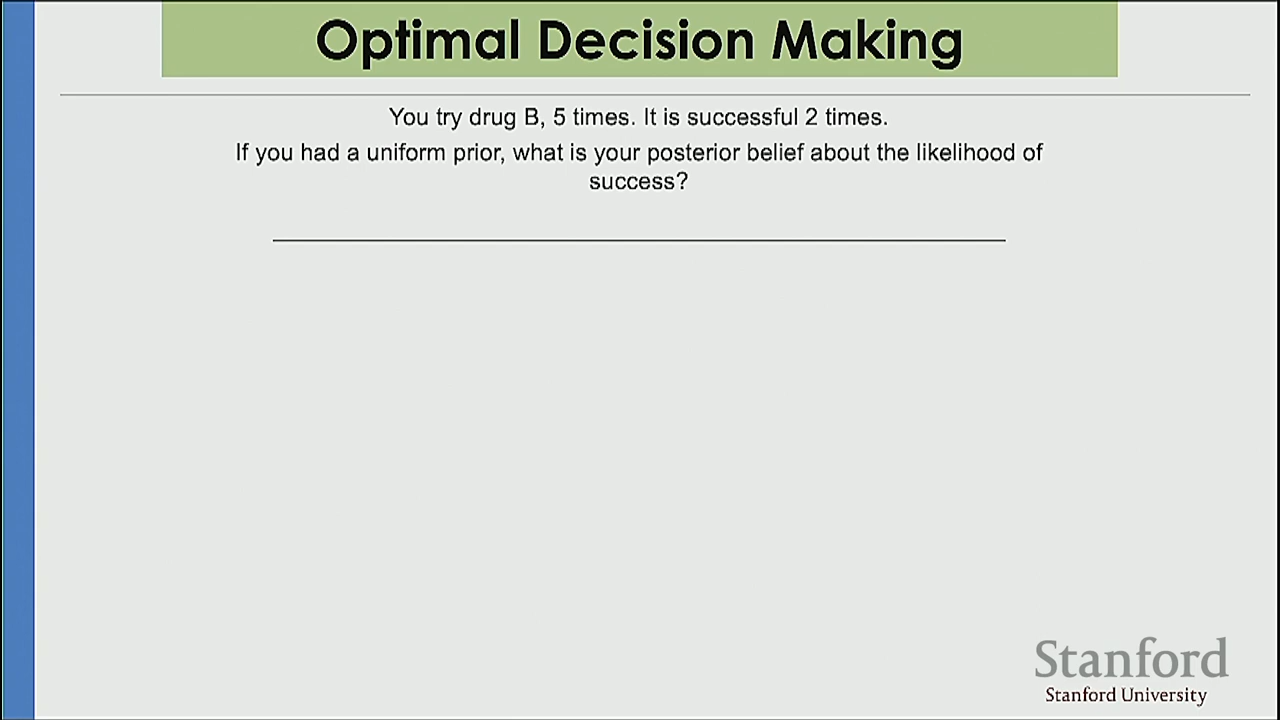 Optimal Decision Making
You try drug B, 5 times. It is successful 2 times.
If you had a uniform prior, what is your posterior belief about the likelihood of
success?
Stanford
Stanford University